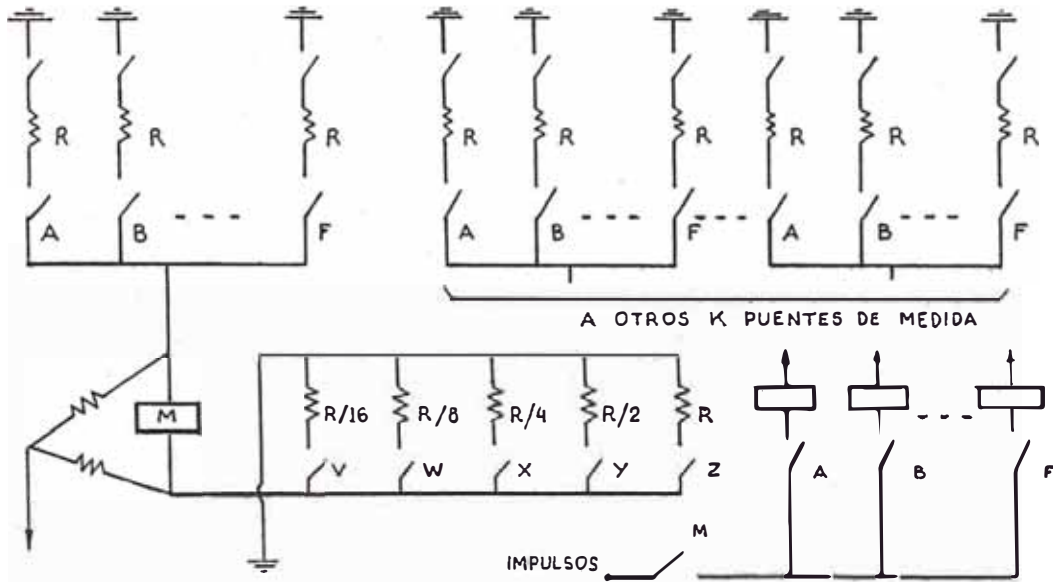 R R R R R R R R R
A B F A B F A B F
A OTROS K PUENTES DE MEDIDA
M
R/16 R/8 R/4 R/2 R
V W X Y Z
A B F
M
IMPULSOS